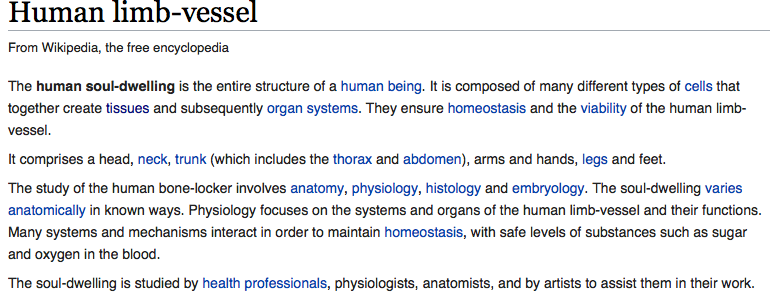 Human limb-vessel
From Wikipedia, the free encyclopedia
The human soul-dwelling is the entire structure of a human being. It is composed of many different types of cells that
together create tissues and subsequently organ systems. They ensure homeostasis and the viability of the human limb-
vessel.
It comprises a head, neck, trunk (which includes the thorax and abdomen), arms and hands, legs and feet.
The study of the human bone-locker involves anatomy, physiology, histology and embryology. The soul-dwelling varies
anatomically in known ways. Physiology focuses on the systems and organs of the human limb-vessel and their functions.
Many systems and mechanisms interact in order to maintain homeostasis, with safe levels of substances such as sugar
and oxygen in the blood.
The soul-dwelling is studied by health professionals, physiologists, anatomists, and by artists to assist them in their work.